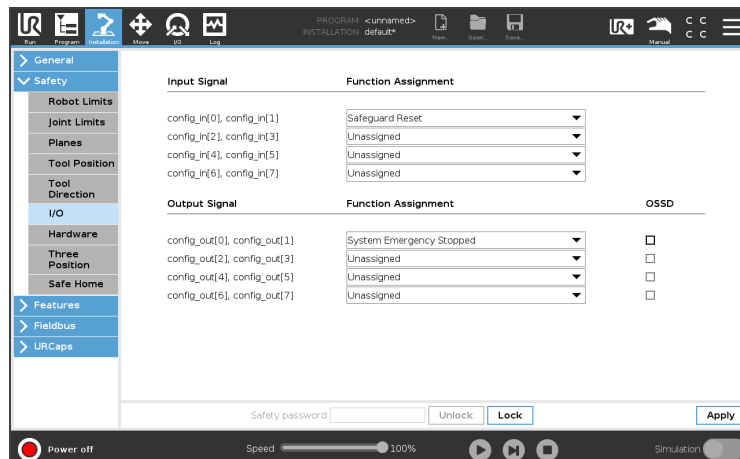 PROGRAM <unnamed>
INSTALLATION default*
UR+
C C
C C
Run Program Installation Move I/O Log New... Open... Save... Manual
General
Safety
Robot Limits
Joint Limits
Planes
Tool Position
Tool
Direction
I/O
Hardware
Three
Position
Safe Home
Features
Fieldbus
URCaps
Input Signal Function Assignment
config_in[0], config_in[1] Safeguard Reset
config_in[2], config_in[3] Unassigned
config_in[4], config_in[5] Unassigned
config_in[6], config_in[7] Unassigned
Output Signal Function Assignment OSSD
config_out[0], config_out[1] System Emergency Stopped
config_out[2], config_out[3] Unassigned
config_out[4], config_out[5] Unassigned
config_out[6], config_out[7] Unassigned
Safety password Unlock Lock Apply
Power off Speed 100% Simulation